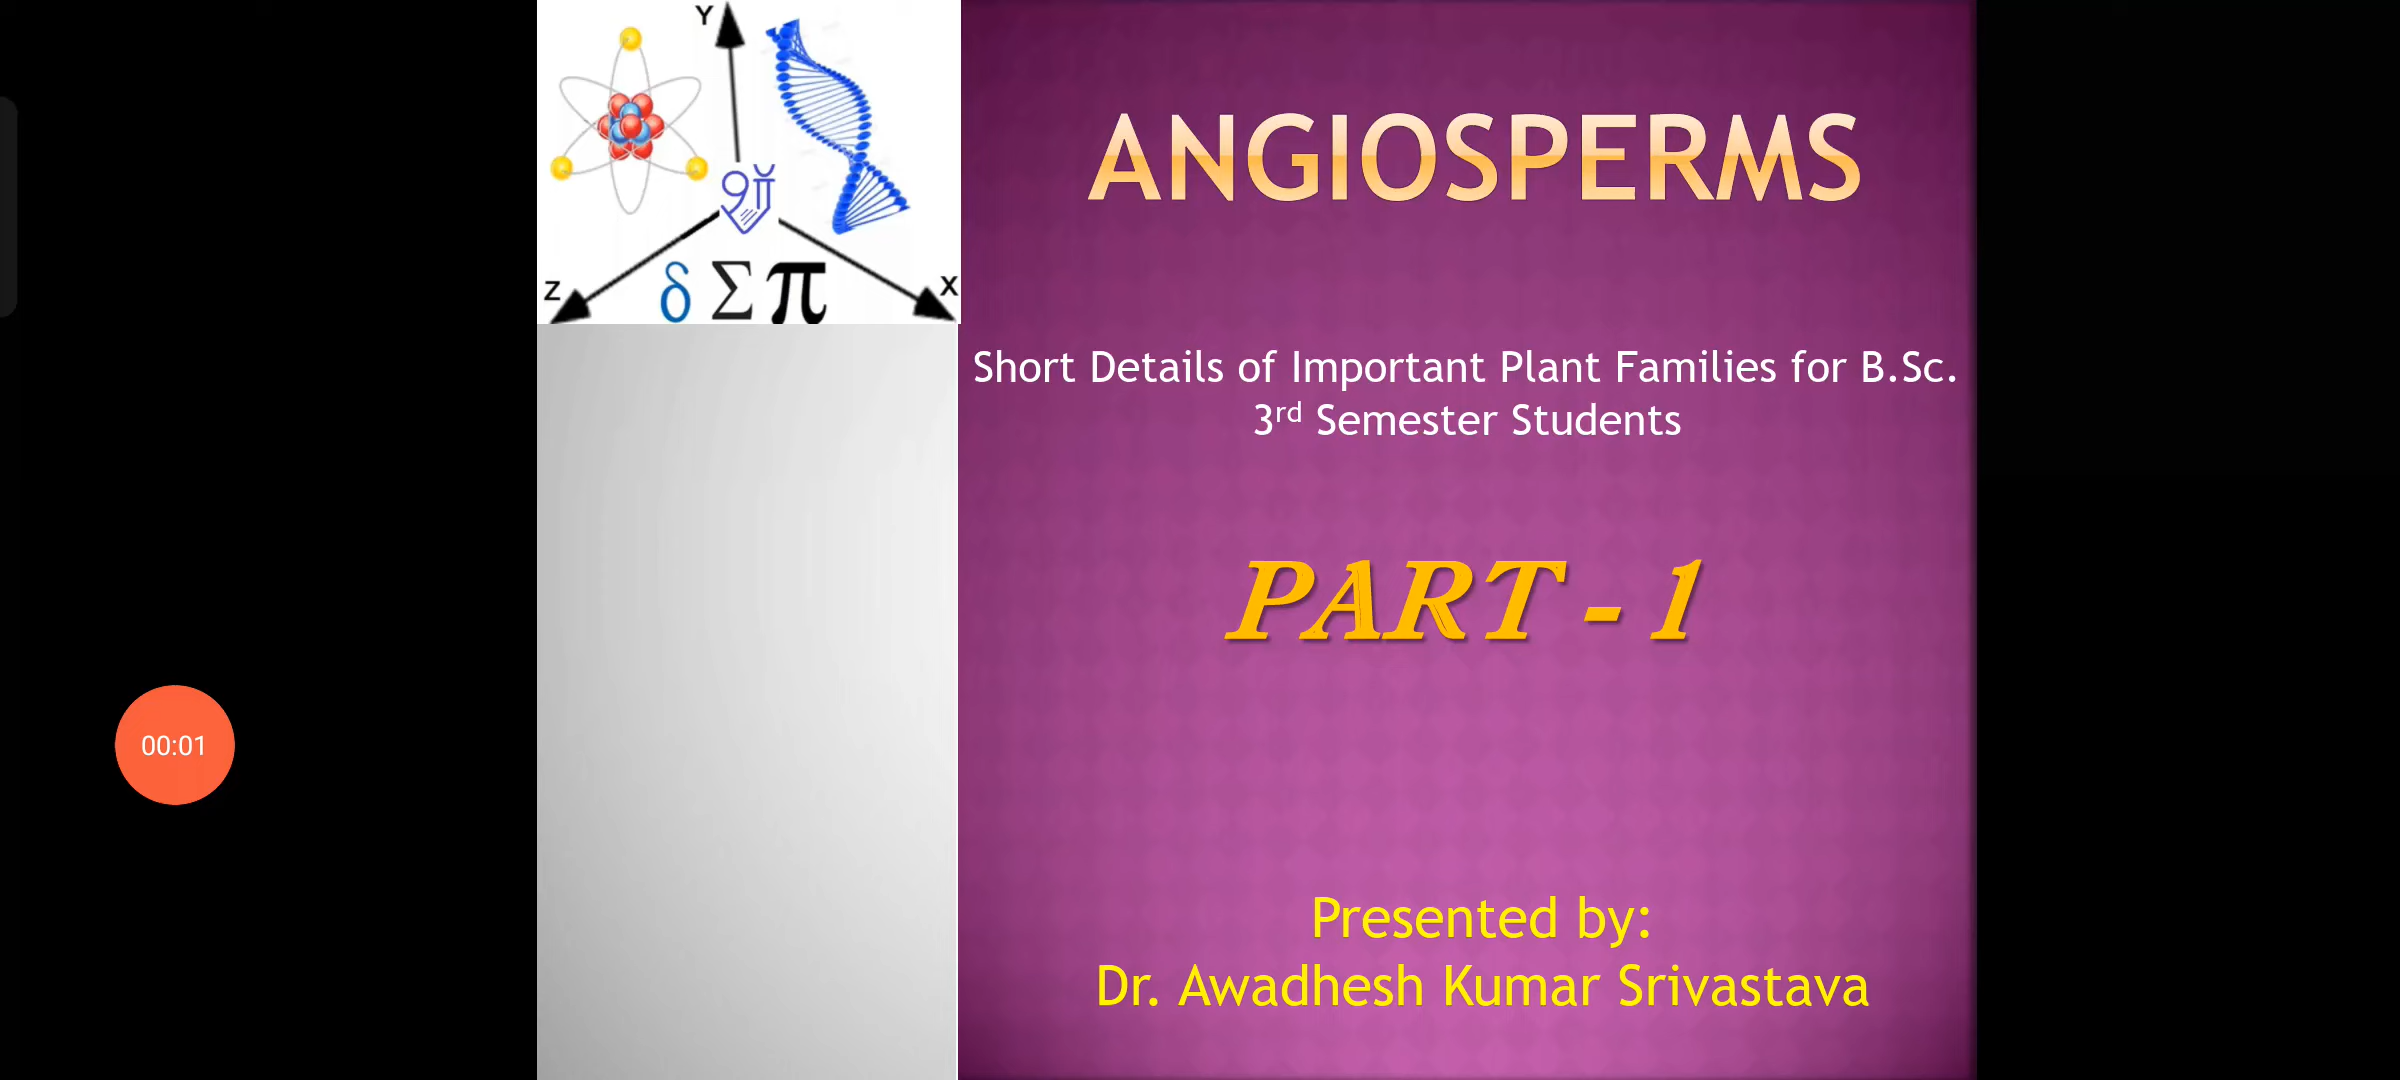 Y
Z
X
δ Σ π
ANGIOSPERMS
Short Details of Important Plant Families for B.Sc.
3rd Semester Students
PART - 1
Presented by:
Dr. Awadhesh Kumar Srivastava
00:01